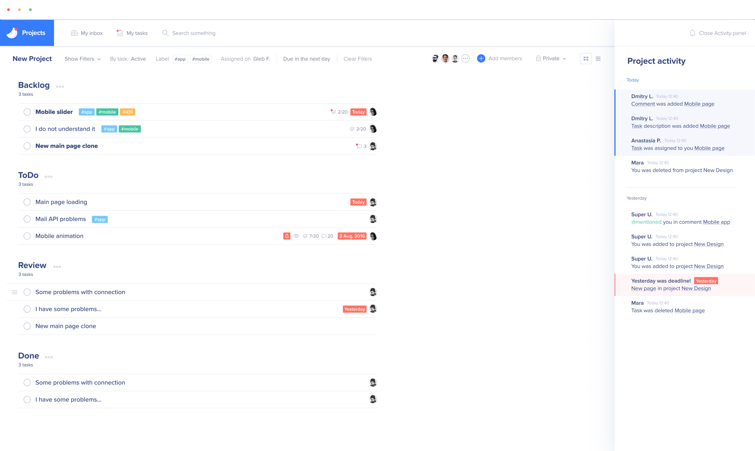 Projects
My inbox
My tasks
Search something
Close Activity panel
New Project
Show Filters
By task: Active
Label #app #mobile
Assigned on Gleb F.
Due in the next day
Clear Filters
Add members
Private
Backlog
3 tasks
Mobile slider #app #mobile 2/20 Today
I do not understand it #app #mobile 2/20
New main page clone 3
ToDo
3 tasks
Main page loading Today
Mail API problems #app
Mobile animation 7/20 20 2 Aug, 2016
Review
3 tasks
Some problems with connection
I have some problems... Yesterday
New main page clone
Done
3 tasks
Some problems with connection
I have some problems...
Project activity
Today
Dmitry L. Today 12:40
Comment was added Mobile page
Dmitry L. Today 12:40
Task description was added Mobile page
Anastasia P. Today 12:40
Task was assigned to you Mobile page
Mara Today 12:40
You was deleted from project New Design
Yesterday
Super U. Today 12:40
@mentioned you in comment Mobile app
Super U. Today 12:40
You was added to project New Design
Super U. Today 12:40
You was added to project New Design
Yesterday was deadline! Yesterday
New page in project New Design
Mara Today 12:40
Task was deleted Mobile page